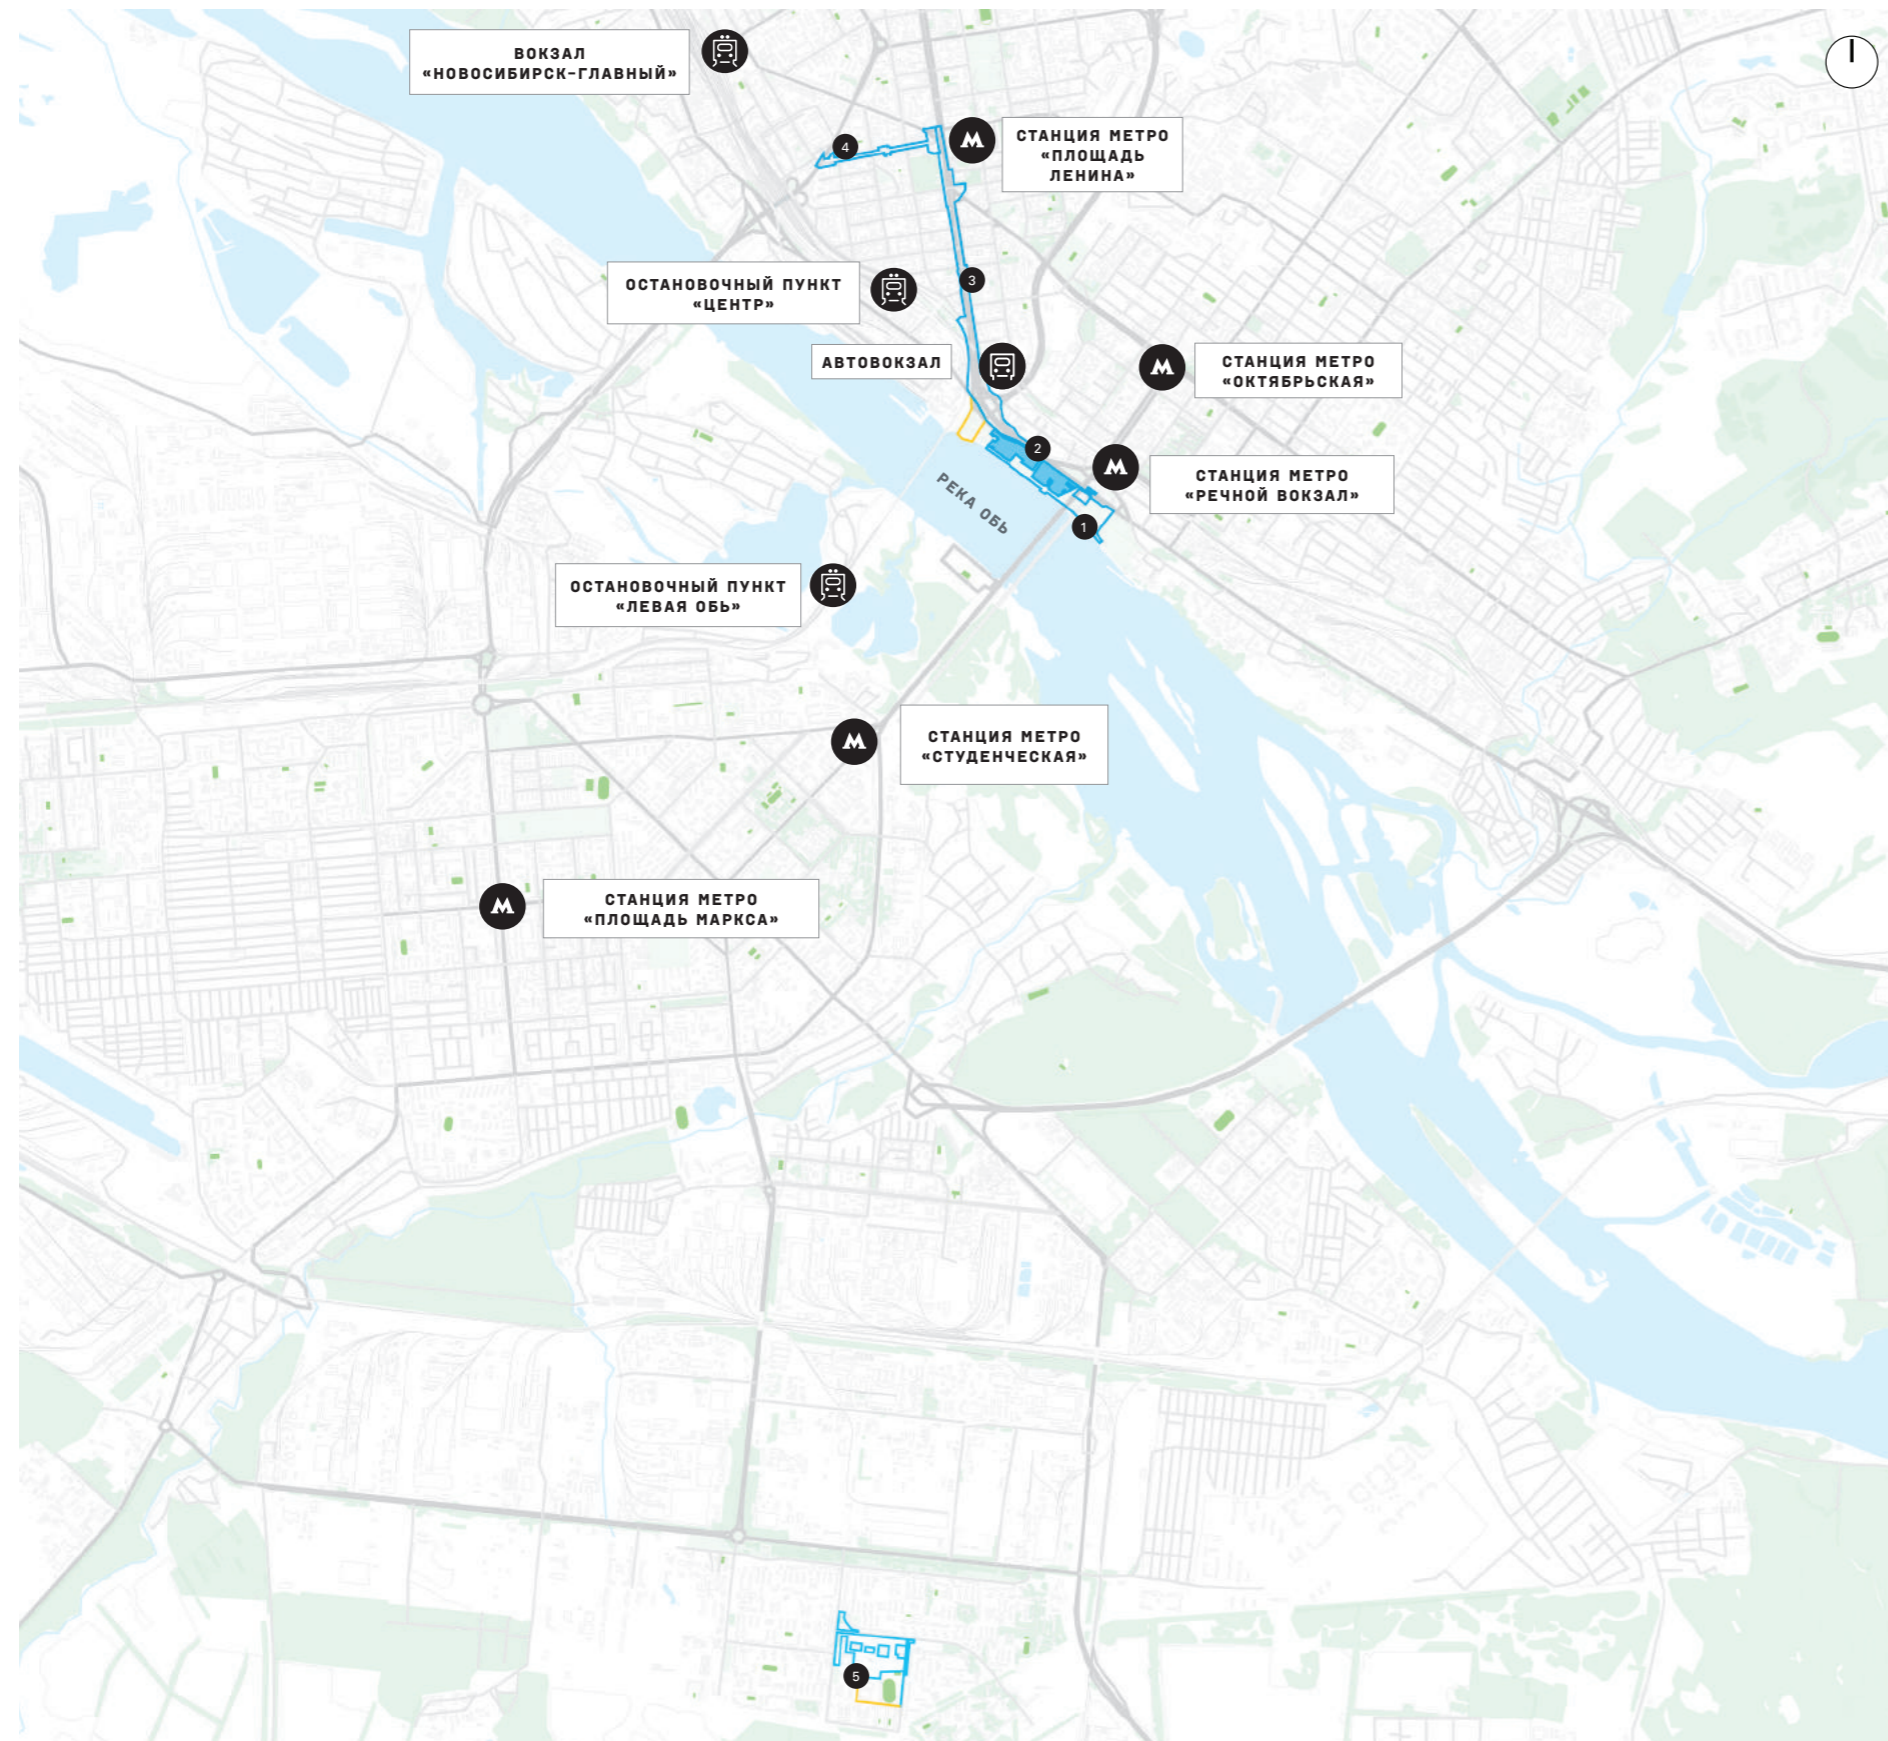 ВОКЗАЛ
«НОВОСИБИРСК-ГЛАВНЫЙ»
4
М
СТАНЦИЯ МЕТРО
«ПЛОЩАДЬ
ЛЕНИНА»
ОСТАНОВОЧНЫЙ ПУНКТ
«ЦЕНТР»
3
АВТОВОКЗАЛ
М
СТАНЦИЯ МЕТРО
«ОКТЯБРЬСКАЯ»
2
М
СТАНЦИЯ МЕТРО
«РЕЧНОЙ ВОКЗАЛ»
РЕКА ОБЬ
1
ОСТАНОВОЧНЫЙ ПУНКТ
«ЛЕВАЯ ОБЬ»
М
СТАНЦИЯ МЕТРО
«СТУДЕНЧЕСКАЯ»
М
СТАНЦИЯ МЕТРО
«ПЛОЩАДЬ МАРКСА»
5